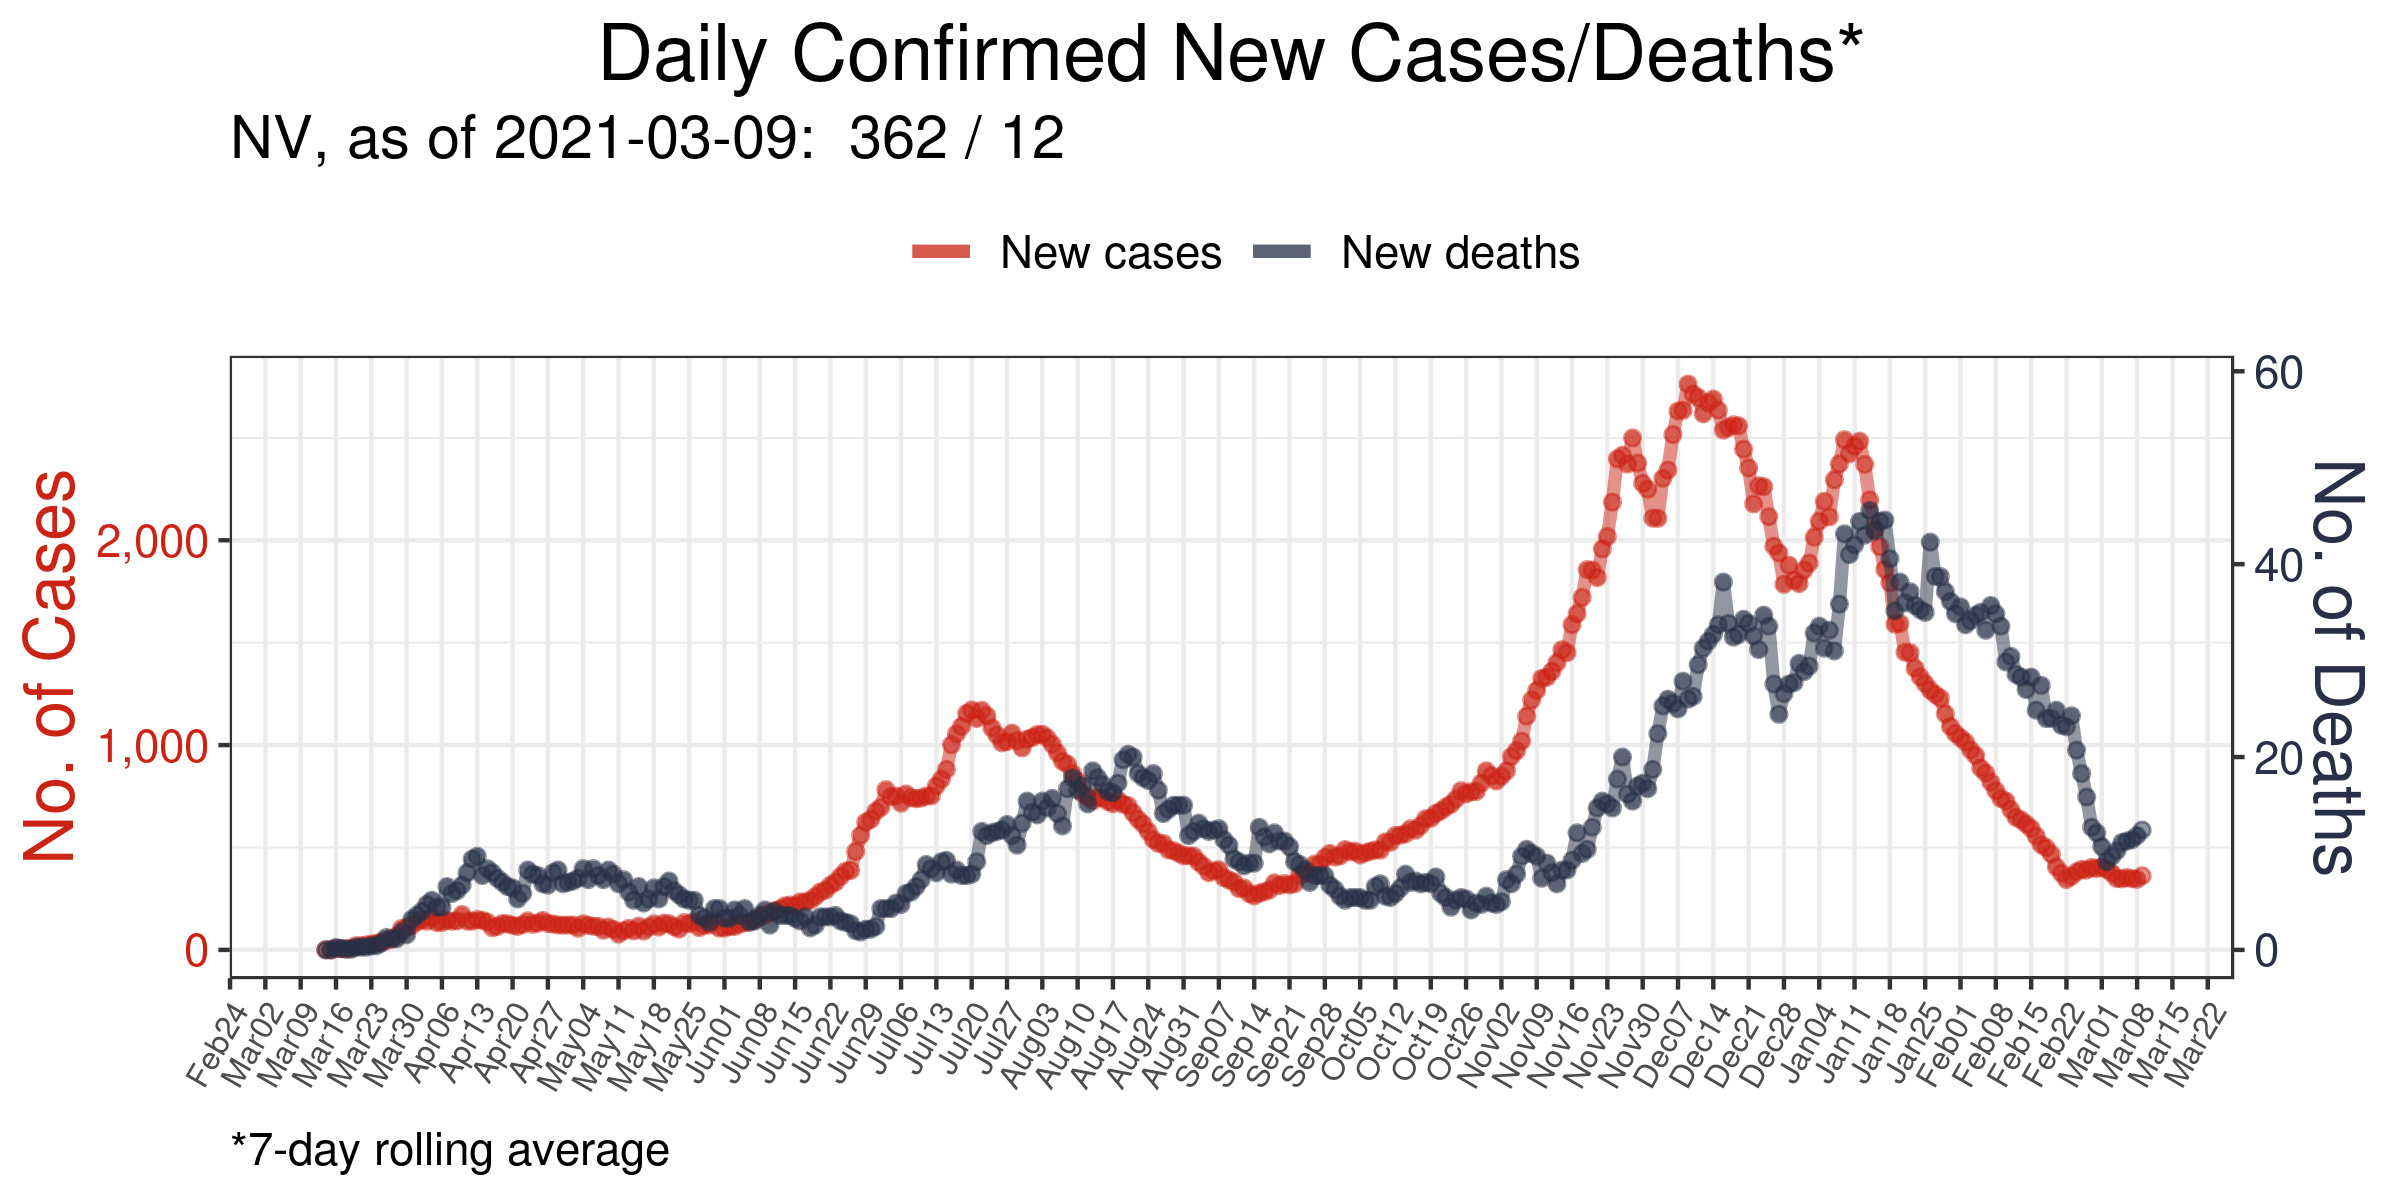 Daily Confirmed New Cases/Deaths*
NV, as of 2021-03-09:  362 / 12
New cases
New deaths
No. of Cases
2,000
1,000
0
60
40
20
0
No. of Deaths
Feb24
Mar02
Mar09
Mar16
Mar23
Mar30
Apr06
Apr13
Apr20
Apr27
May04
May11
May18
May25
Jun01
Jun08
Jun15
Jun22
Jun29
Jul06
Jul13
Jul20
Jul27
Aug03
Aug10
Aug17
Aug24
Aug31
Sep07
Sep14
Sep21
Sep28
Oct05
Oct12
Oct19
Oct26
Nov02
Nov09
Nov16
Nov23
Nov30
Dec07
Dec14
Dec21
Dec28
Jan04
Jan11
Jan18
Jan25
Feb01
Feb08
Feb15
Feb22
Mar01
Mar08
Mar15
Mar22
*7-day rolling average